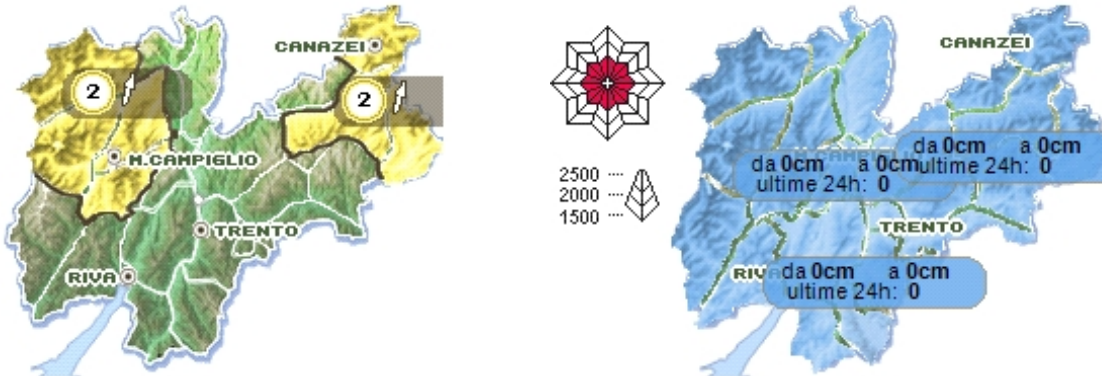 CANAZEI
2
2
M.CAMPIGLIO
TRENTO
RIVA
2500
2000
1500
CANAZEI
da 0cm a 0cm
ultime 24h: 0
da 0cm a 0cm
ultime 24h: 0
TRENTO
RIVA
da 0cm a 0cm
ultime 24h: 0